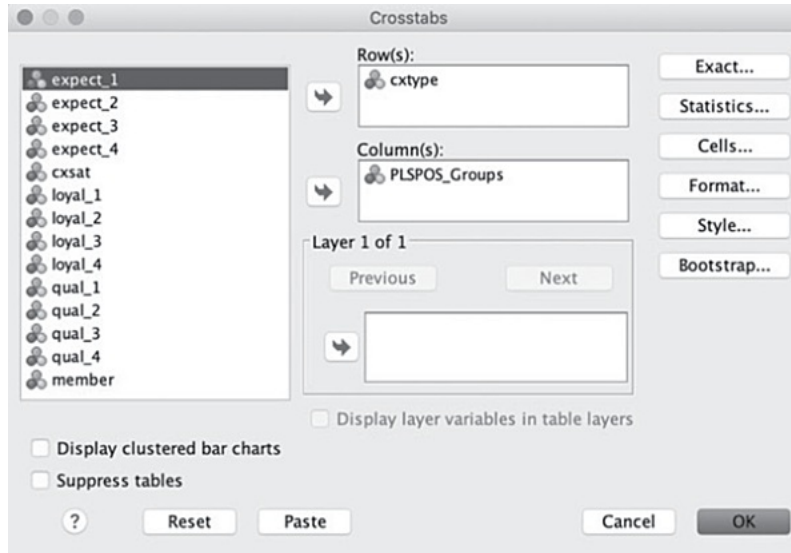 Crosstabs
expect_1
expect_2
expect_3
expect_4
cxsat
loyal_1
loyal_2
loyal_3
loyal_4
qual_1
qual_2
qual_3
qual_4
member
Row(s):
cxtype
Column(s):
PLSPOS_Groups
Layer 1 of 1
Previous Next
Display layer variables in table layers
Exact...
Statistics...
Cells...
Format...
Style...
Bootstrap...
Display clustered bar charts
Suppress tables
? Reset Paste Cancel OK